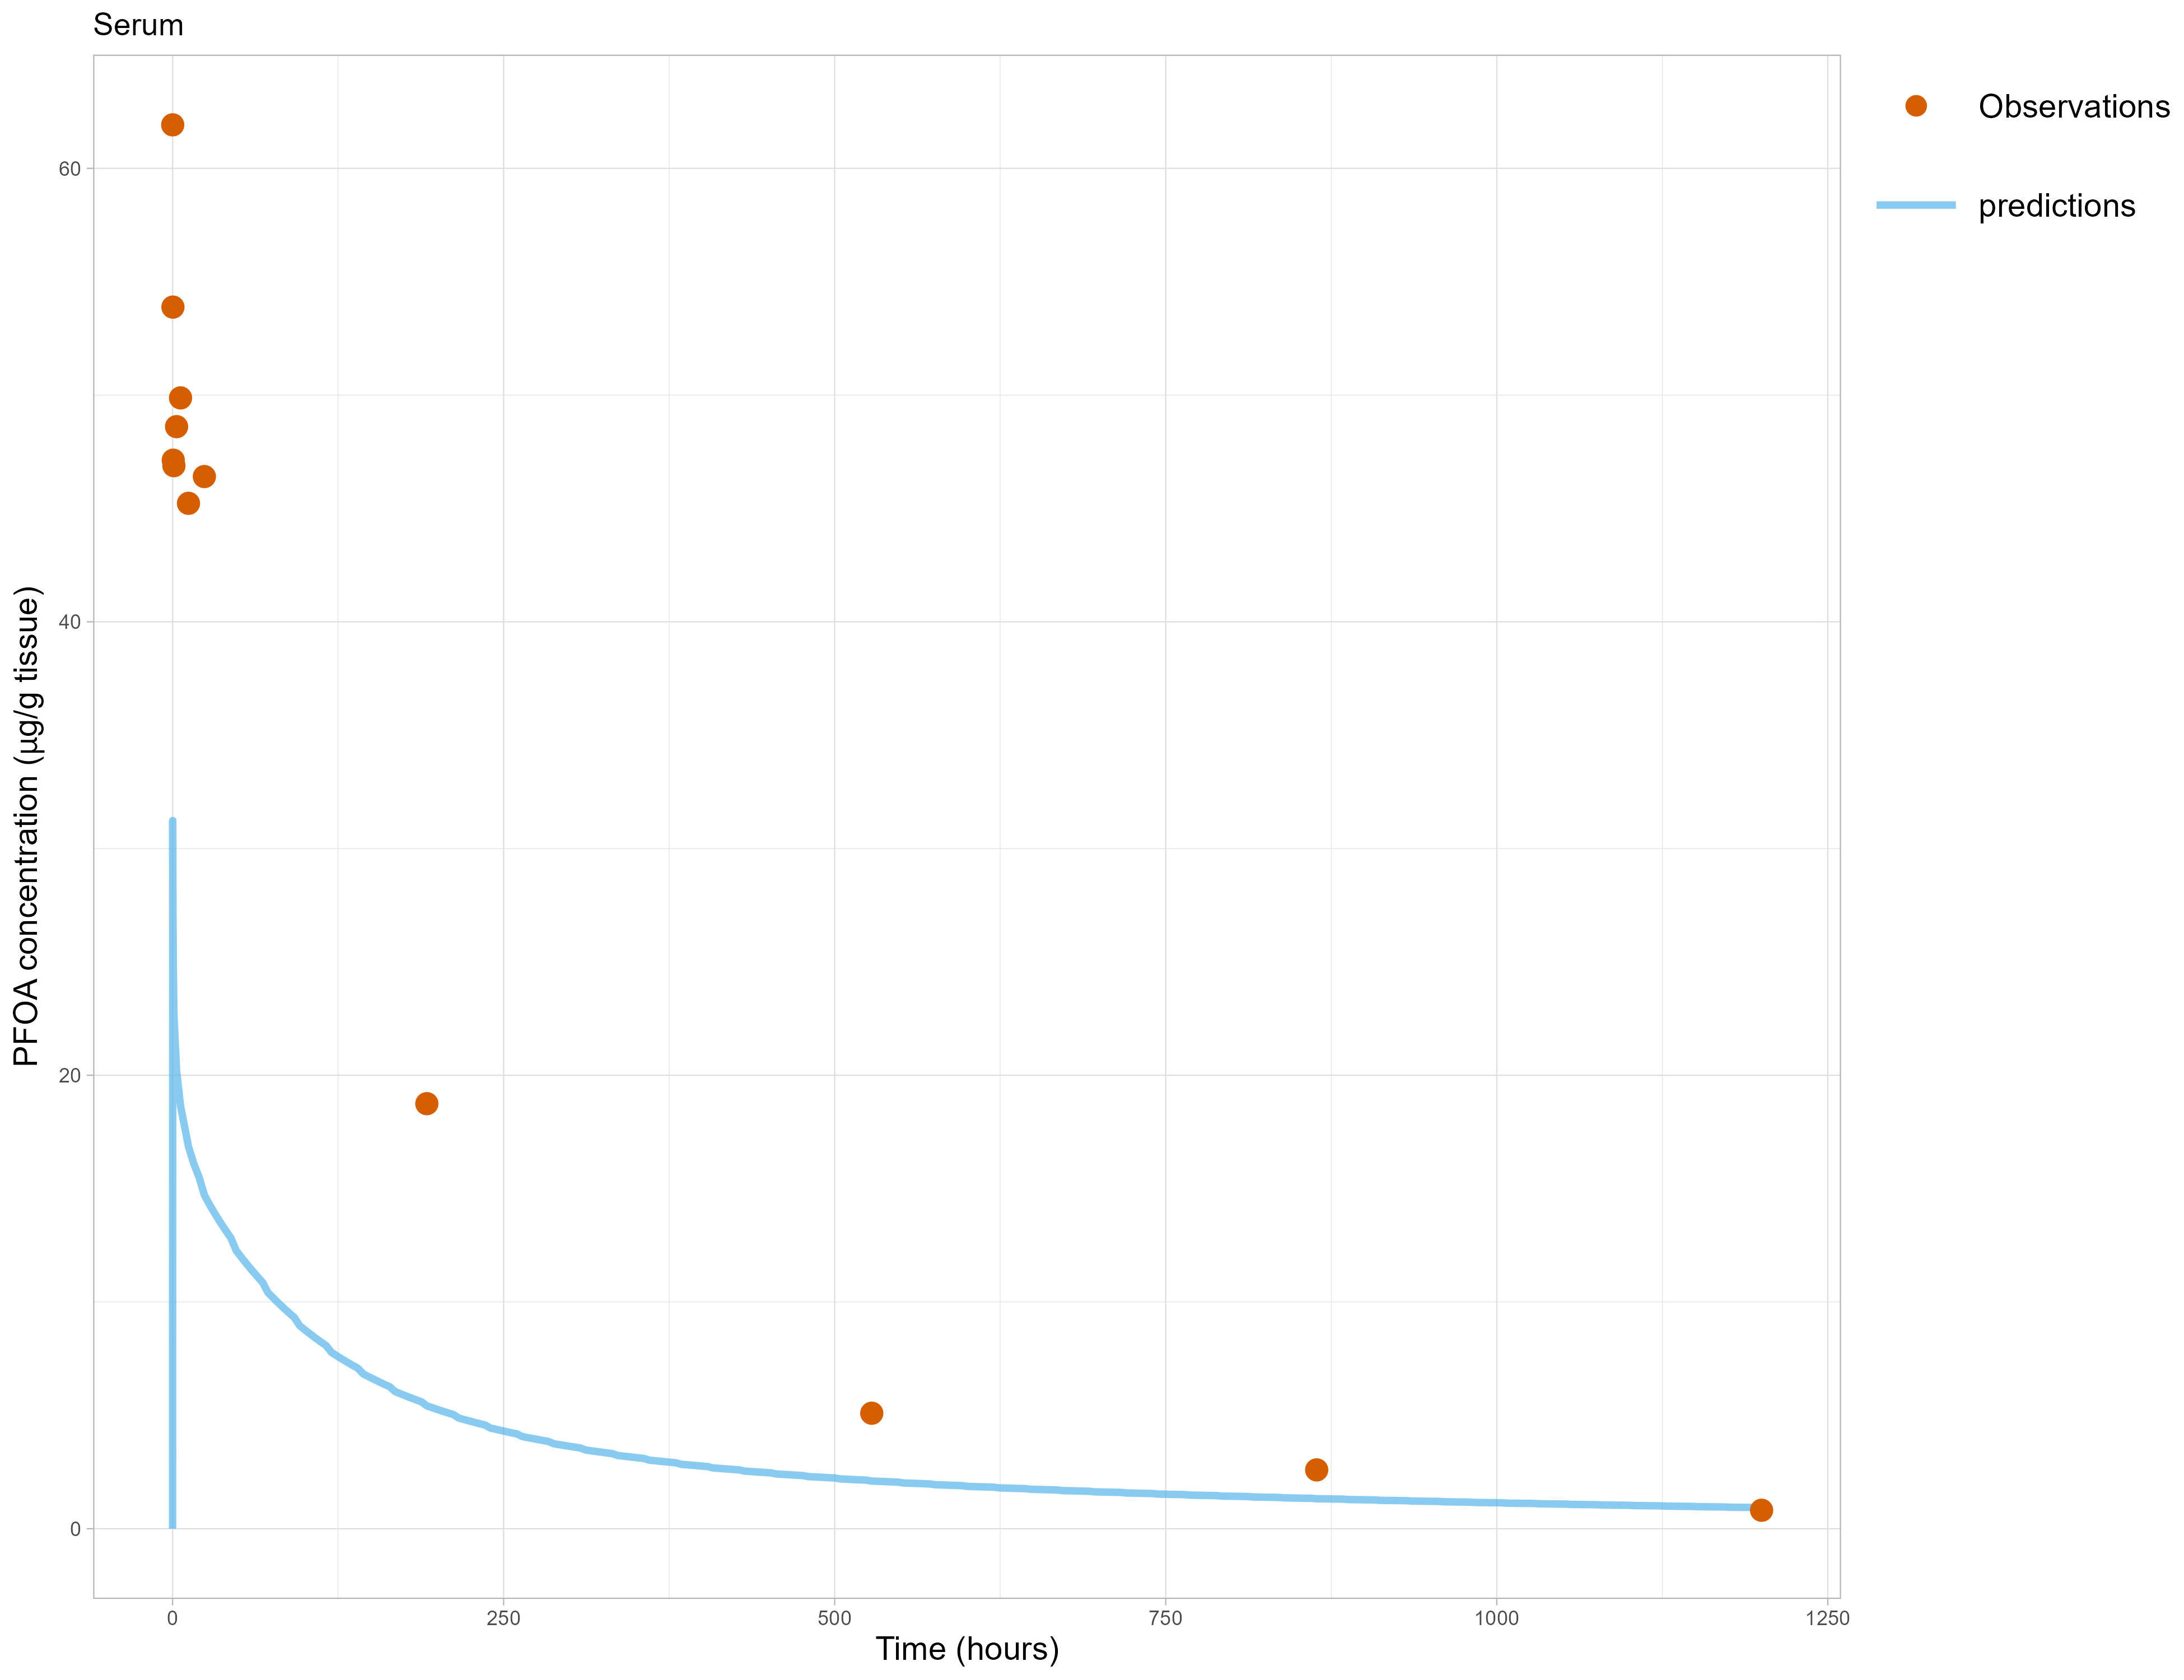 Serum
Observations
predictions
PFOA concentration (µg/g tissue)
60
40
20
0
0 250 500 750 1000 1250
Time (hours)